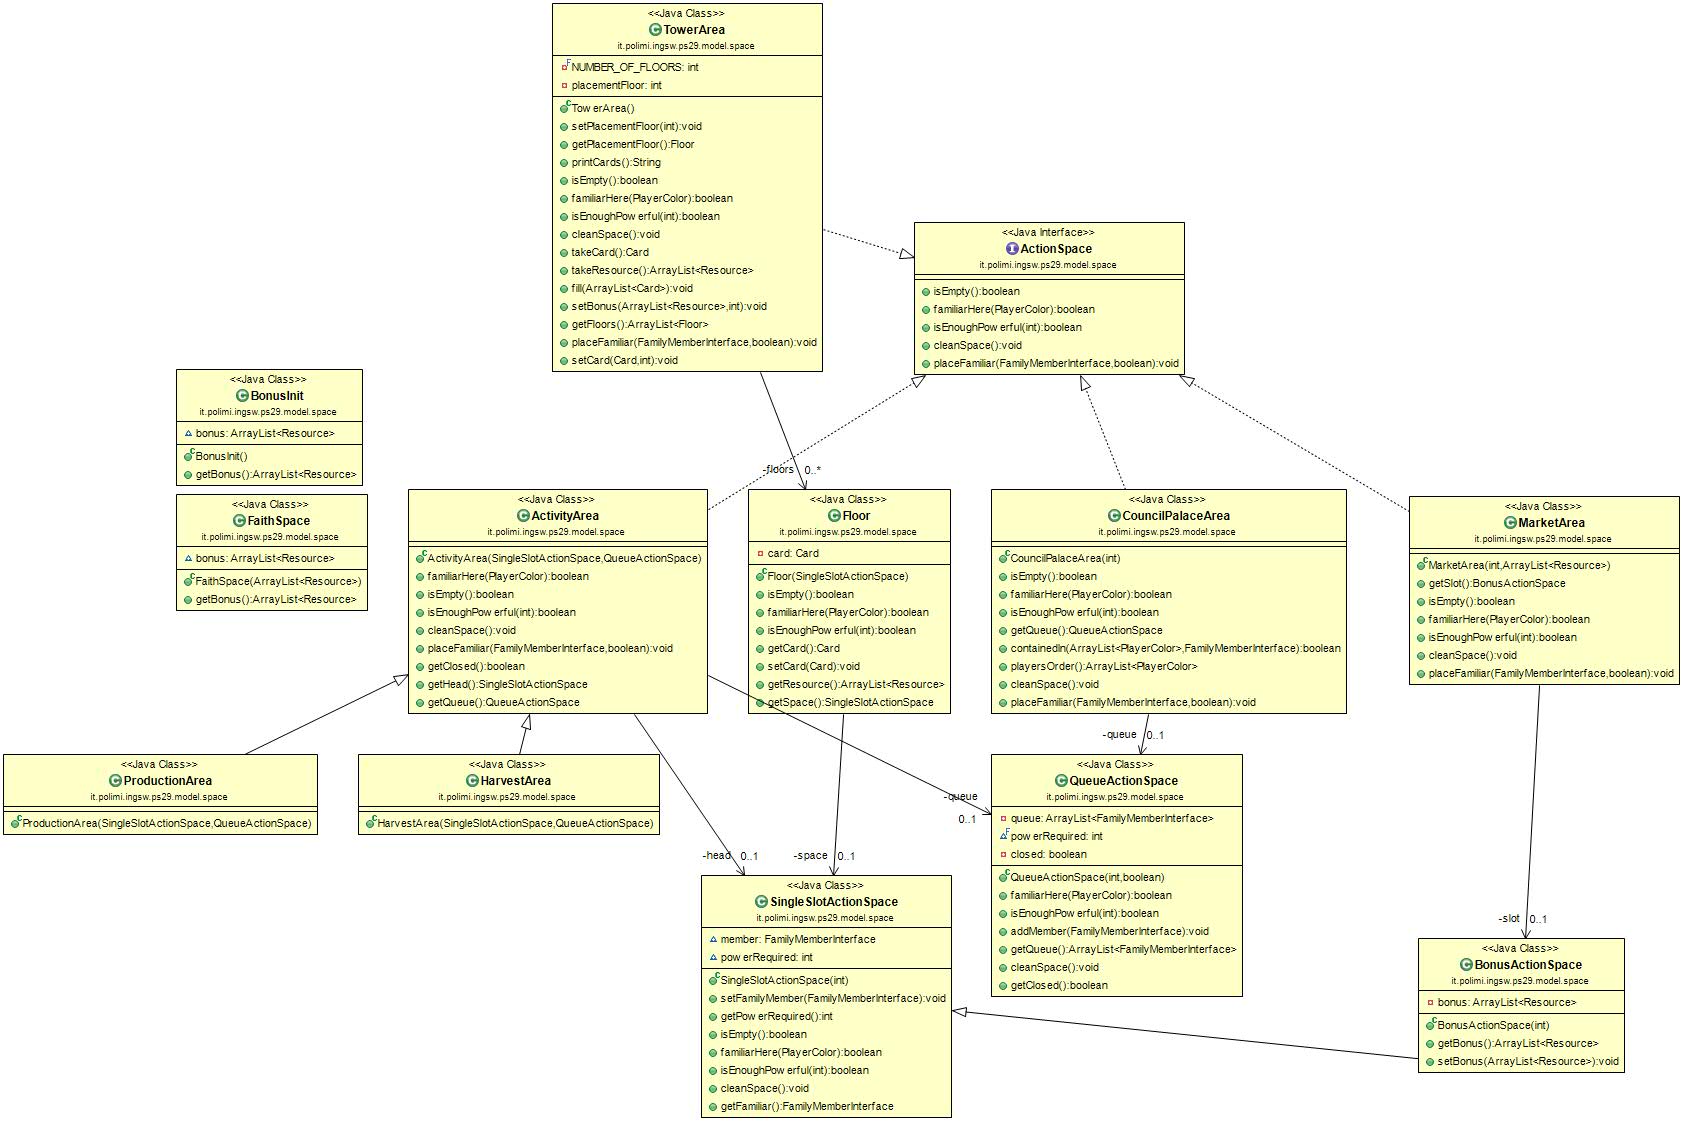 <<Java Class>>
TowerArea
it.polimi.ingsw.ps29.model.space
NUMBER_OF_FLOORS: int
placementFloor: int
TowerArea()
setPlacementFloor(int):void
getPlacementFloor():Floor
printCards():String
isEmpty():boolean
familiarHere(PlayerColor):boolean
isEnoughPowerful(int):boolean
cleanSpace():void
takeCard():Card
takeResource():ArrayList<Resource>
fill(ArrayList<Card>):void
setBonus(ArrayList<Resource>,int):void
getFloors():ArrayList<Floor>
placeFamiliar(FamilyMemberInterface,boolean):void
setCard(Card,int):void
<<Java Interface>>
ActionSpace
it.polimi.ingsw.ps29.model.space
isEmpty():boolean
familiarHere(PlayerColor):boolean
isEnoughPowerful(int):boolean
cleanSpace():void
placeFamiliar(FamilyMemberInterface,boolean):void
<<Java Class>>
BonusInit
it.polimi.ingsw.ps29.model.space
bonus: ArrayList<Resource>
BonusInit()
getBonus():ArrayList<Resource>
<<Java Class>>
FaithSpace
it.polimi.ingsw.ps29.model.space
bonus: ArrayList<Resource>
FaithSpace(ArrayList<Resource>)
getBonus():ArrayList<Resource>
-floors 0..*
<<Java Class>>
ActivityArea
it.polimi.ingsw.ps29.model.space
ActivityArea(SingleSlotActionSpace,QueueActionSpace)
familiarHere(PlayerColor):boolean
isEmpty():boolean
isEnoughPowerful(int):boolean
cleanSpace():void
placeFamiliar(FamilyMemberInterface,boolean):void
getClosed():boolean
getHead():SingleSlotActionSpace
getQueue():QueueActionSpace
<<Java Class>>
Floor
it.polimi.ingsw.ps29.model.space
card: Card
Floor(SingleSlotActionSpace)
isEmpty():boolean
familiarHere(PlayerColor):boolean
isEnoughPowerful(int):boolean
getCard():Card
setCard(Card):void
getResource():ArrayList<Resource>
getSpace():SingleSlotActionSpace
<<Java Class>>
CouncilPalaceArea
it.polimi.ingsw.ps29.model.space
CouncilPalaceArea(int)
isEmpty():boolean
familiarHere(PlayerColor):boolean
isEnoughPowerful(int):boolean
getQueue():QueueActionSpace
containedIn(ArrayList<PlayerColor>,FamilyMemberInterface):boolean
playersOrder():ArrayList<PlayerColor>
cleanSpace():void
placeFamiliar(FamilyMemberInterface,boolean):void
<<Java Class>>
MarketArea
it.polimi.ingsw.ps29.model.space
MarketArea(int,ArrayList<Resource>)
getSlot():BonusActionSpace
isEmpty():boolean
familiarHere(PlayerColor):boolean
isEnoughPowerful(int):boolean
cleanSpace():void
placeFamiliar(FamilyMemberInterface,boolean):void
<<Java Class>>
ProductionArea
it.polimi.ingsw.ps29.model.space
ProductionArea(SingleSlotActionSpace,QueueActionSpace)
<<Java Class>>
HarvestArea
it.polimi.ingsw.ps29.model.space
HarvestArea(SingleSlotActionSpace,QueueActionSpace)
-queue 0..1
-queue
0..1
<<Java Class>>
QueueActionSpace
it.polimi.ingsw.ps29.model.space
queue: ArrayList<FamilyMemberInterface>
powerRequired: int
closed: boolean
QueueActionSpace(int,boolean)
familiarHere(PlayerColor):boolean
isEnoughPowerful(int):boolean
addMember(FamilyMemberInterface):void
getQueue():ArrayList<FamilyMemberInterface>
cleanSpace():void
getClosed():boolean
-head 0..1
-space 0..1
<<Java Class>>
SingleSlotActionSpace
it.polimi.ingsw.ps29.model.space
member: FamilyMemberInterface
powerRequired: int
SingleSlotActionSpace(int)
setFamilyMember(FamilyMemberInterface):void
getPowerRequired():int
isEmpty():boolean
familiarHere(PlayerColor):boolean
isEnoughPowerful(int):boolean
cleanSpace():void
getFamiliar():FamilyMemberInterface
-slot 0..1
<<Java Class>>
BonusActionSpace
it.polimi.ingsw.ps29.model.space
bonus: ArrayList<Resource>
BonusActionSpace(int)
getBonus():ArrayList<Resource>
setBonus(ArrayList<Resource>):void